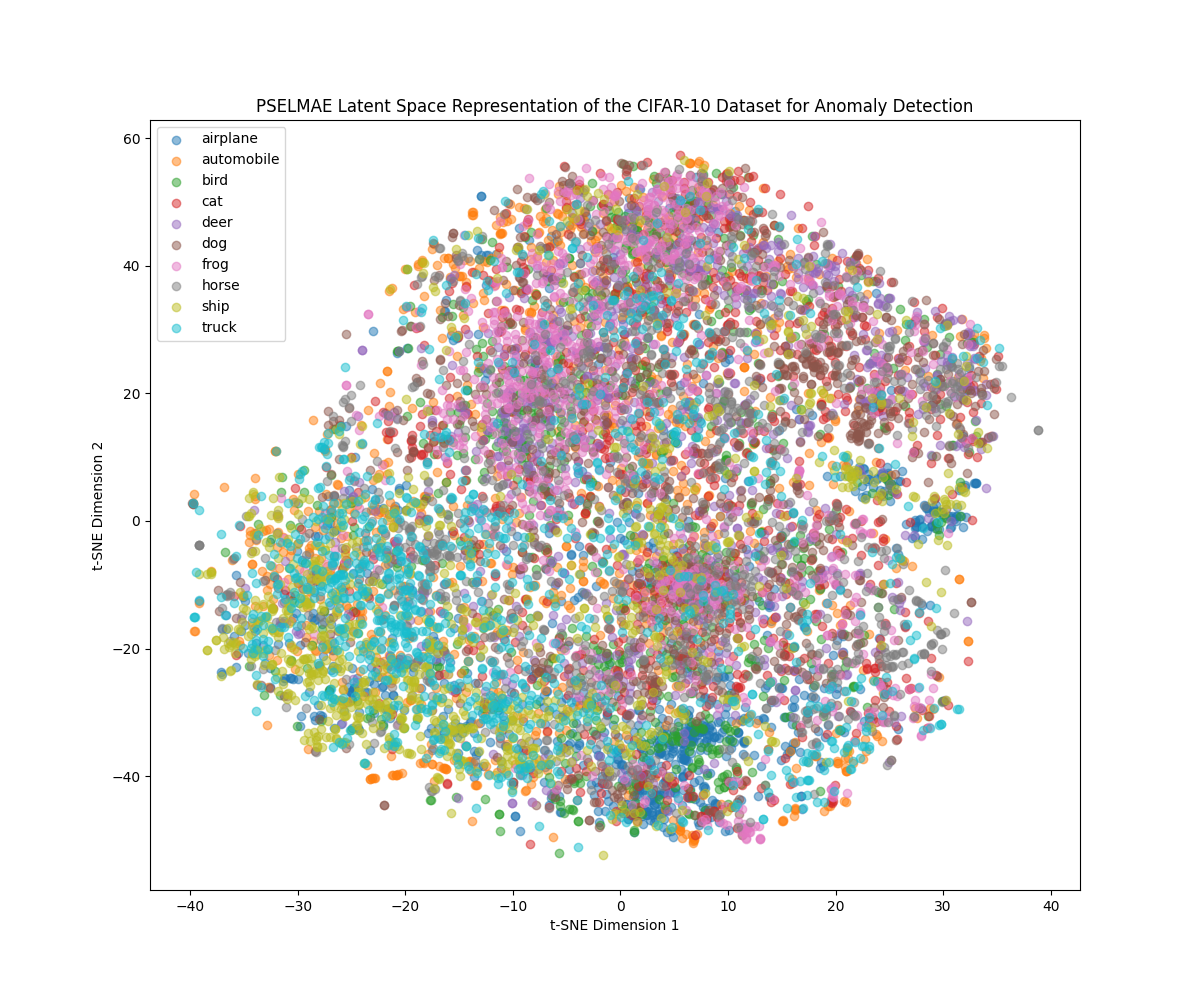 PSELMAE Latent Space Representation of the CIFAR-10 Dataset for Anomaly Detection
airplane
automobile
bird
cat
deer
dog
frog
horse
ship
truck
60
40
20
0
−20
−40
t-SNE Dimension 2
−40 −30 −20 −10 0 10 20 30 40
t-SNE Dimension 1